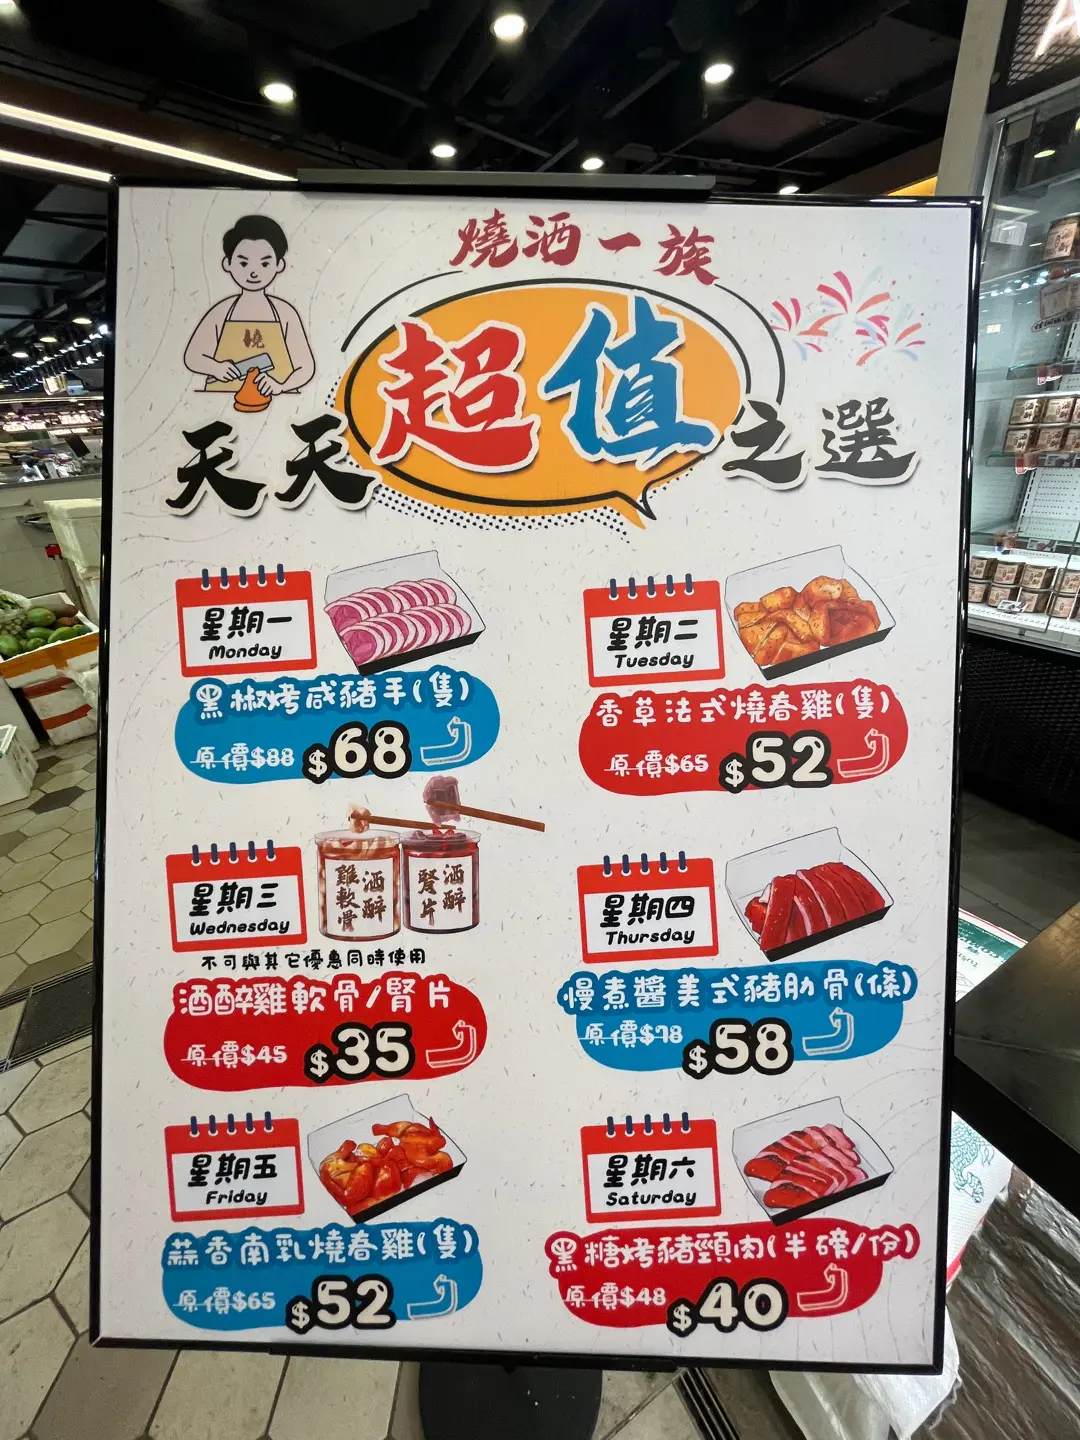 燒酒一族
燒
天天超值之選
星期一
Monday
黑椒烤咸豬手(隻)
原價$88 $68
星期二
Tuesday
香草法式燒春雞(隻)
原價$65 $52
星期三
Wednesday
酒醉雞軟骨
酒醉腎片
不可與其它優惠同時使用
酒醉雞軟骨/腎片
原價$45 $35
星期四
Thursday
慢煮醬美式豬肋骨(條)
原價$78 $58
星期五
Friday
蒜香南乳燒春雞(隻)
原價$65 $52
星期六
Saturday
黑糖烤豬頸肉(半磅/份)
原價$48 $40